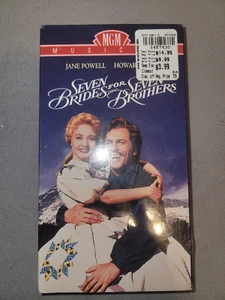 MGM
MUSICALS
JANE POWELL HOWARD
SEVEN
BRIDES FOR SEVEN
BROTHERS
$14.95
$9.99
$3.99